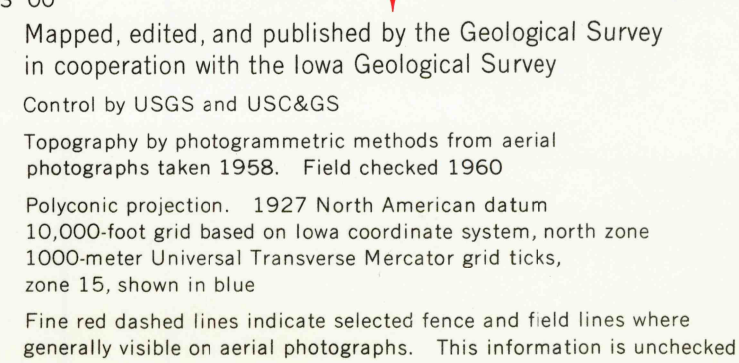 00
Mapped, edited, and published by the Geological Survey
in cooperation with the Iowa Geological Survey
Control by USGS and USC&GS
Topography by photogrammetric methods from aerial
photographs taken 1958. Field checked 1960
Polyconic projection. 1927 North American datum
10,000-foot grid based on Iowa coordinate system, north zone
1000-meter Universal Transverse Mercator grid ticks,
zone 15, shown in blue
Fine red dashed lines indicate selected fence and field lines where
generally visible on aerial photographs. This information is unchecked